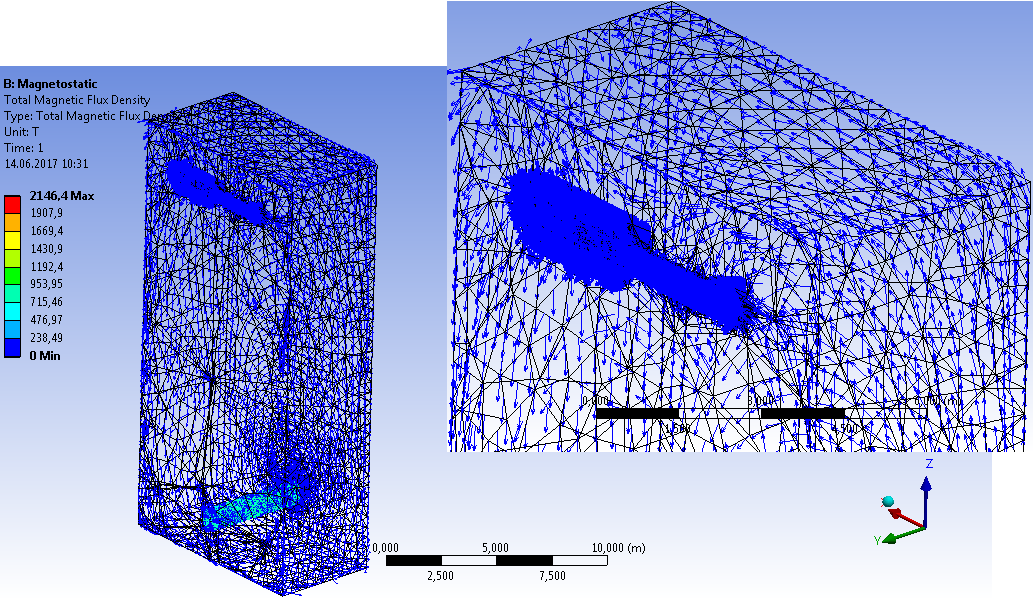 B: Magnetostatic
Total Magnetic Flux Density
Type: Total Magnetic Flux Density
Unit: T
Time: 1
14.06.2017 10:31
2146,4 Max
1907,9
1669,4
1430,9
1192,4
953,95
715,46
476,97
238,49
0 Min
0,000 5,000 10,000 (m)
2,500 7,500
Z
Y